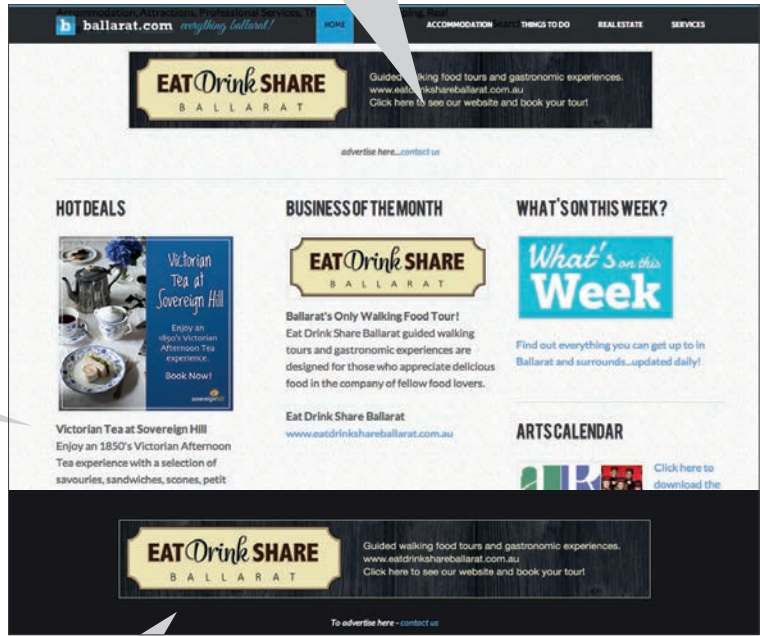 Accommodation, Attractions, Professional Services,
b ballarat.com everything ballarat!
HOME ACCOMMODATION THINGS TO DO REAL ESTATE SERVICES
EAT Drink SHARE
BALLARAT
Guided walking food tours and gastronomic experiences.
www.eatdrinkshareballarat.com.au
Click here to see our website and book your tour!
advertise here...contact us
HOT DEALS
Victorian
Tea at
Sovereign Hill
Enjoy an
1850's Victorian
Afternoon Tea
experience.
Book Now!
sovereign hill
Victorian Tea at Sovereign Hill
Enjoy an 1850's Victorian Afternoon
Tea experience with a selection of
savouries, sandwiches, scones, petit
BUSINESS OF THE MONTH
EAT Drink SHARE
BALLARAT
Ballarat's Only Walking Food Tour!
Eat Drink Share Ballarat guided walking
tours and gastronomic experiences are
designed for those who appreciate delicious
food in the company of fellow food lovers.
Eat Drink Share Ballarat
www.eatdrinkshareballarat.com.au
WHAT'S ON THIS WEEK?
What's on this
Week
Find out everything you can get up to in
Ballarat and surrounds...updated daily!
ARTS CALENDAR
Click here to
download the
EAT Drink SHARE
BALLARAT
Guided walking food tours and gastronomic experiences.
www.eatdrinkshareballarat.com.au
Click here to see our website and book your tour!
To advertise here - contact us